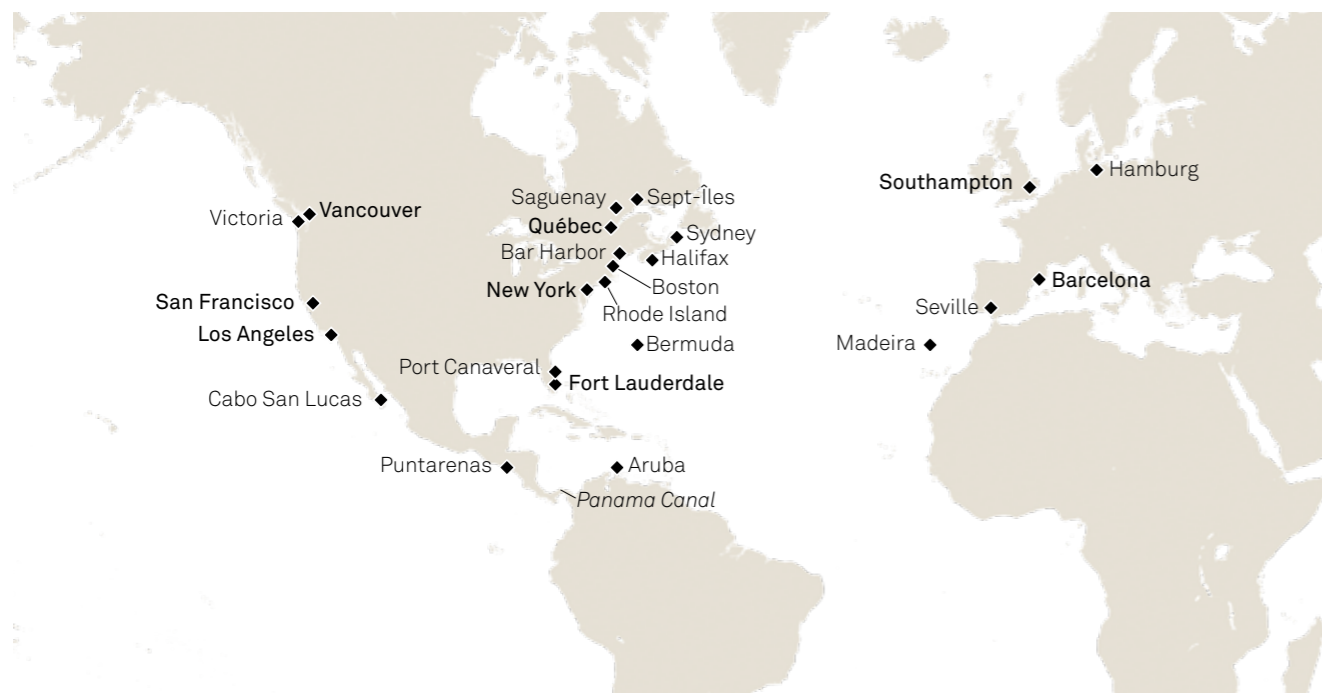 Hamburg
Southampton
Saguenay
Sept-Îles
Victoria
Vancouver
Québec
Sydney
Bar Harbor
Halifax
Barcelona
New York
Boston
San Francisco
Seville
Rhode Island
Los Angeles
Bermuda
Madeira
Port Canaveral
Fort Lauderdale
Cabo San Lucas
Puntarenas
Aruba
Panama Canal